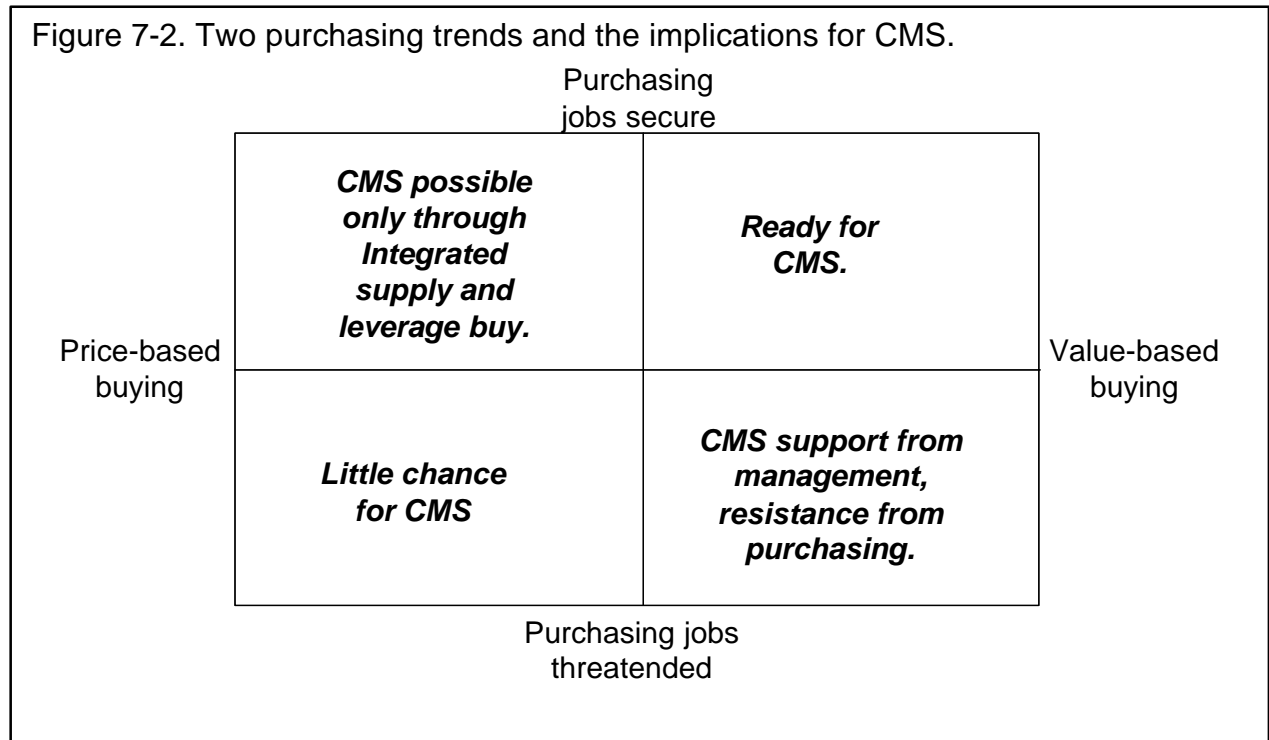 Figure 7-2. Two purchasing trends and the implications for CMS.
Purchasing
jobs secure
CMS possible
only through
Integrated
supply and
leverage buy.
Ready for
CMS.
Price-based
buying
Value-based
buying
Little chance
for CMS
CMS support from
management,
resistance from
purchasing.
Purchasing jobs
threatended